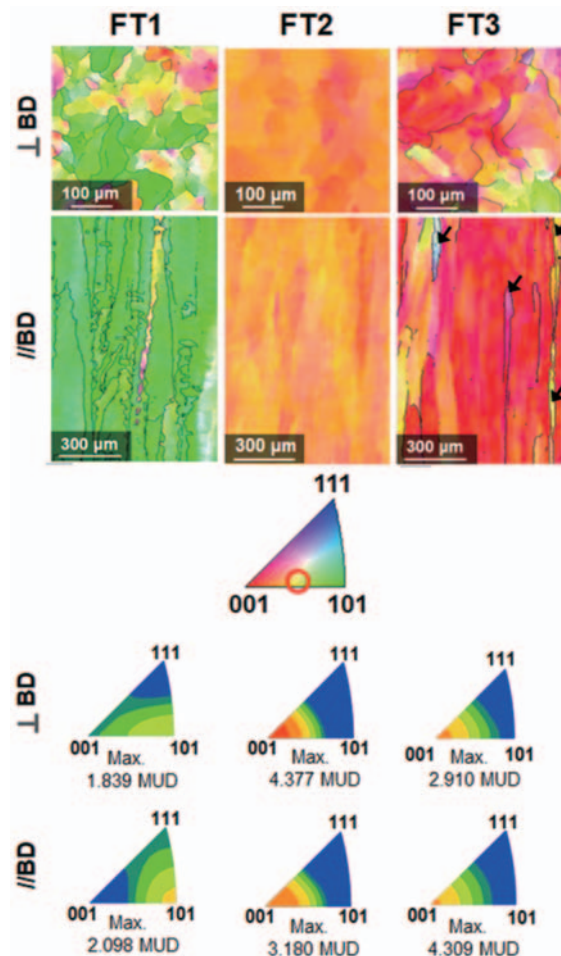 FT1 FT2 FT3
⊥ BD
100 µm 100 µm 100 µm
//BD
300 µm 300 µm 300 µm
111
001 101
⊥ BD
111 111 111
001 101 001 101 001 101
Max. Max. Max.
1.839 MUD 4.377 MUD 2.910 MUD
//BD
111 111 111
001 101 001 101 001 101
Max. Max. Max.
2.098 MUD 3.180 MUD 4.309 MUD